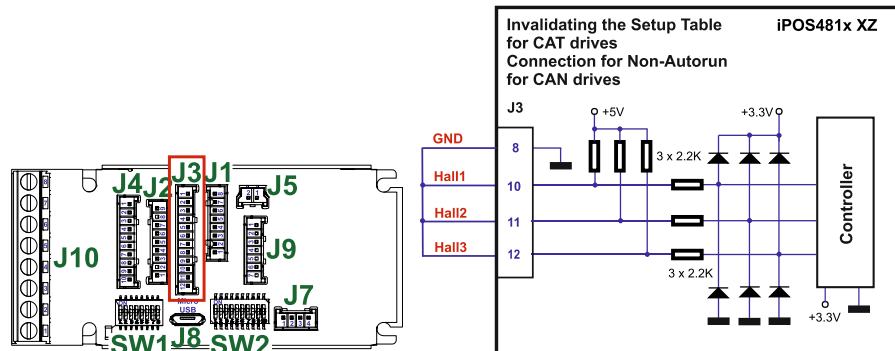 Invalidating the Setup Table
for CAT drives
Connection for Non-Autorun
for CAN drives
iPOS481x XZ
J3
+5V
+3.3V
GND
8
3 x 2.2K
Hall1
10
Hall2
11
Hall3
12
3 x 2.2K
Controller
+3.3V
J4
J2
J3
J1
J5
J10
J9
J7
Micro
USB
J8
SW1
SW2